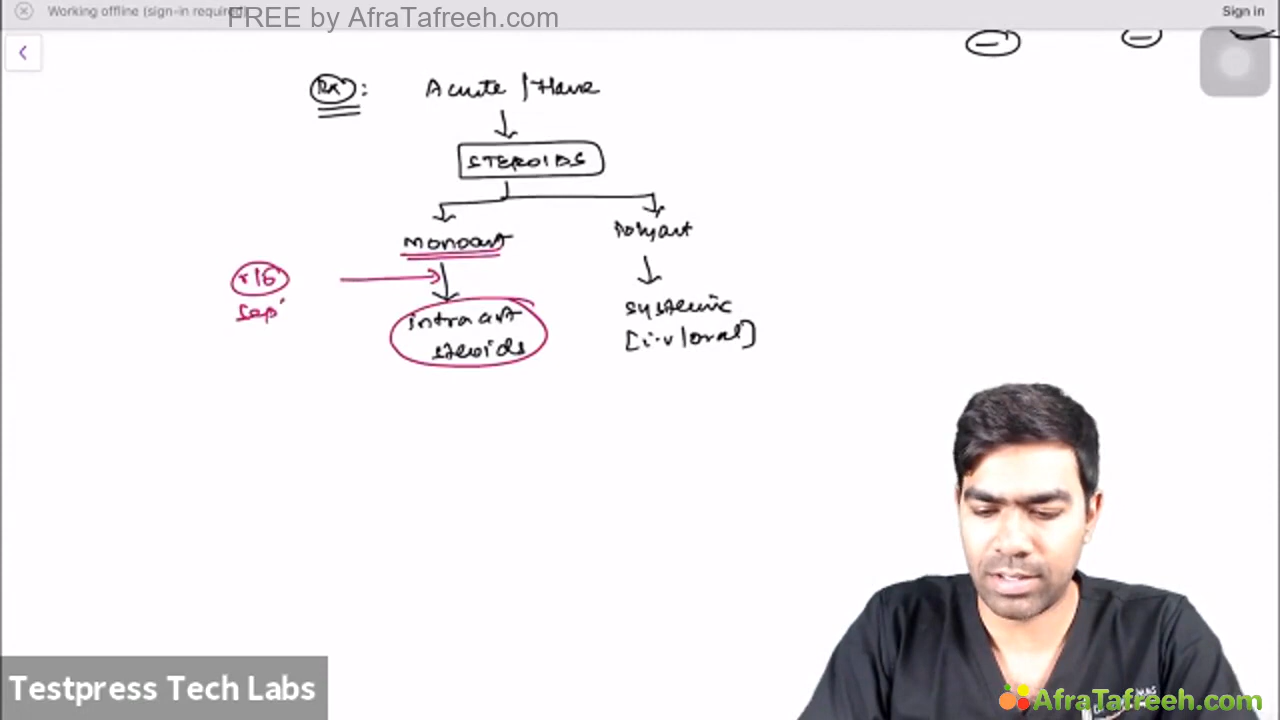 Working offline (sign-in required)
FREE by AfraTafreeh.com
Sign in
Rx : Acute / Flare
STEROIDS
Monoart
Polyart
r/s
Sep'
intra art
steroids
systemic
[i.v/oral]
Testpress Tech Labs
AfraTafreeh.com